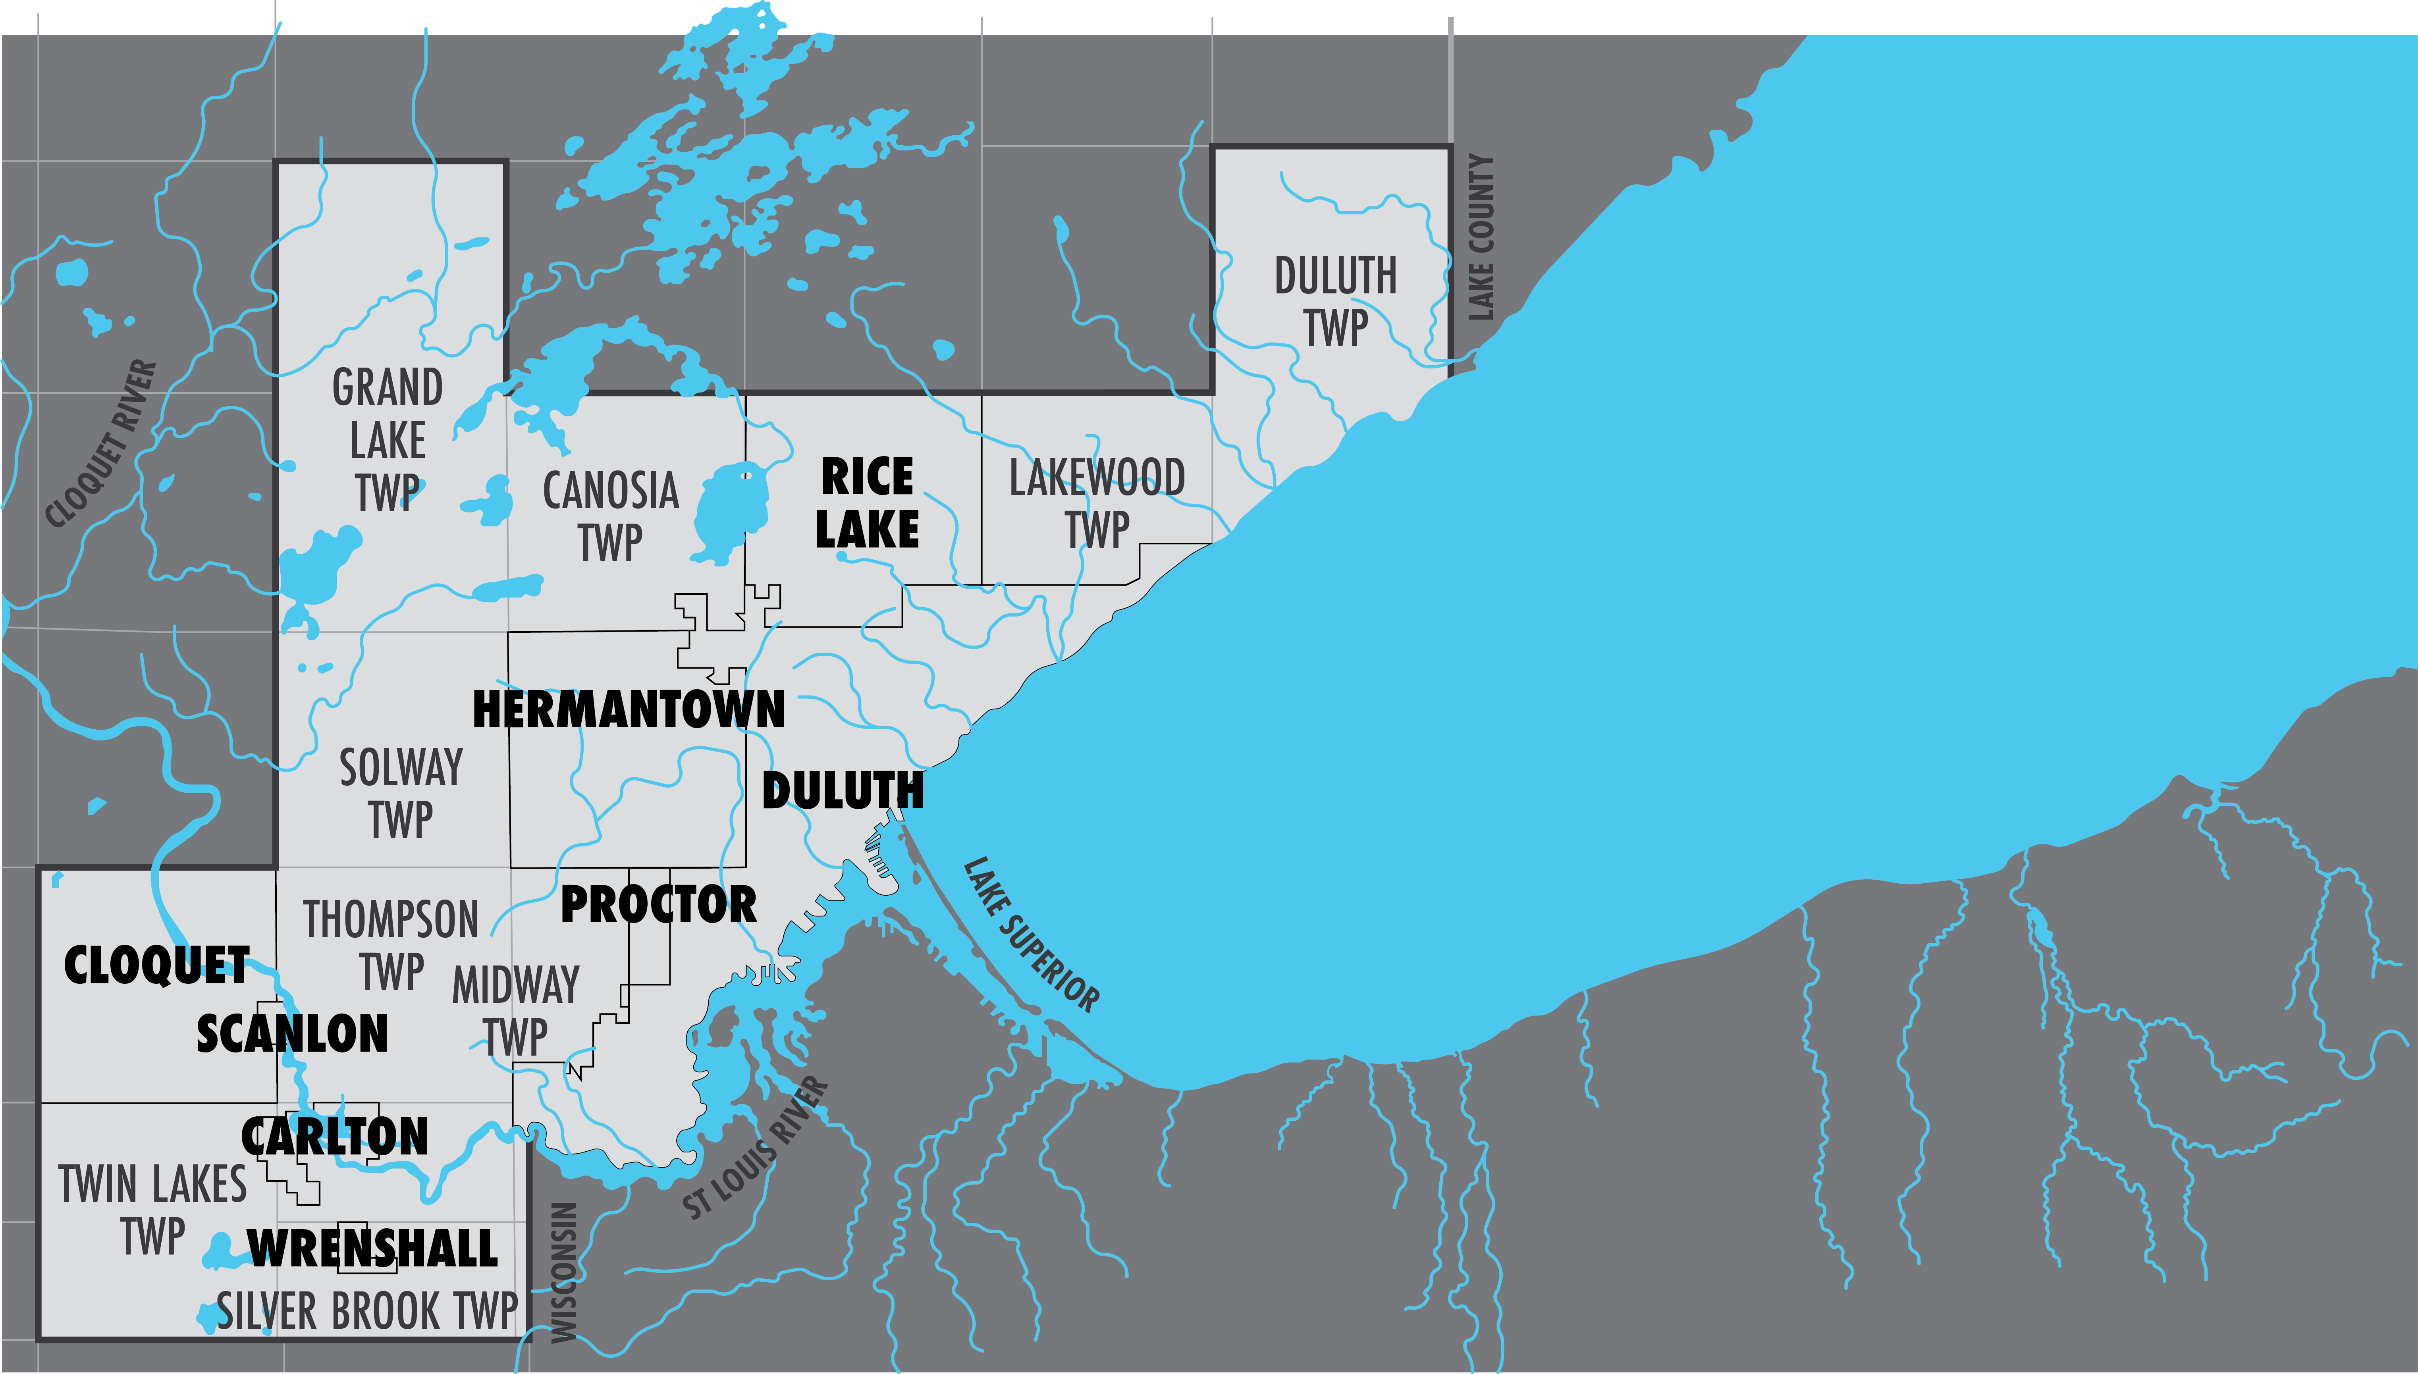 DULUTH
TWP
LAKE COUNTY
GRAND
LAKE
TWP
CLOQUET RIVER
CANOSIA
TWP
RICE
LAKE
LAKEWOOD
TWP
HERMANTOWN
SOLWAY
TWP
DULUTH
PROCTOR
THOMPSON
TWP
CLOQUET
MIDWAY
TWP
LAKE SUPERIOR
SCANLON
CARLTON
ST LOUIS RIVER
TWIN LAKES
TWP
WRENSHALL
WISCONSIN
SILVER BROOK TWP